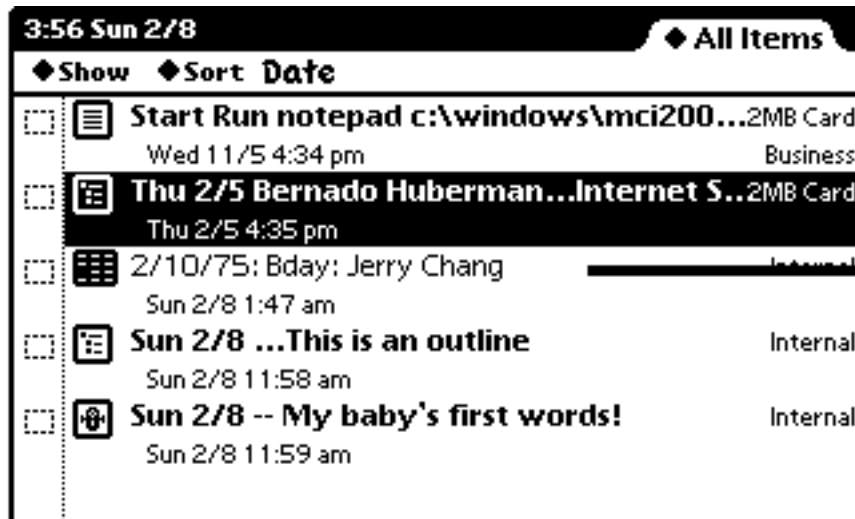 3:56 Sun 2/8
◆ All Items
◆Show ◆Sort Date
Start Run notepad c:\windows\mci200...2MB Card
Wed 11/5 4:34 pm Business
Thu 2/5 Bernado Huberman...Internet S..2MB Card
Thu 2/5 4:35 pm
2/10/75: Bday: Jerry Chang Internal
Sun 2/8 1:47 am
Sun 2/8 ...This is an outline Internal
Sun 2/8 11:58 am
Sun 2/8 -- My baby's first words! Internal
Sun 2/8 11:59 am